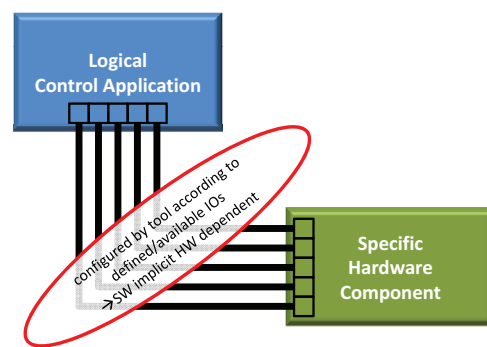 Logical
Control Application
configured by tool according to
defined/available IOs
→SW implicit HW dependent
Specific
Hardware
Component